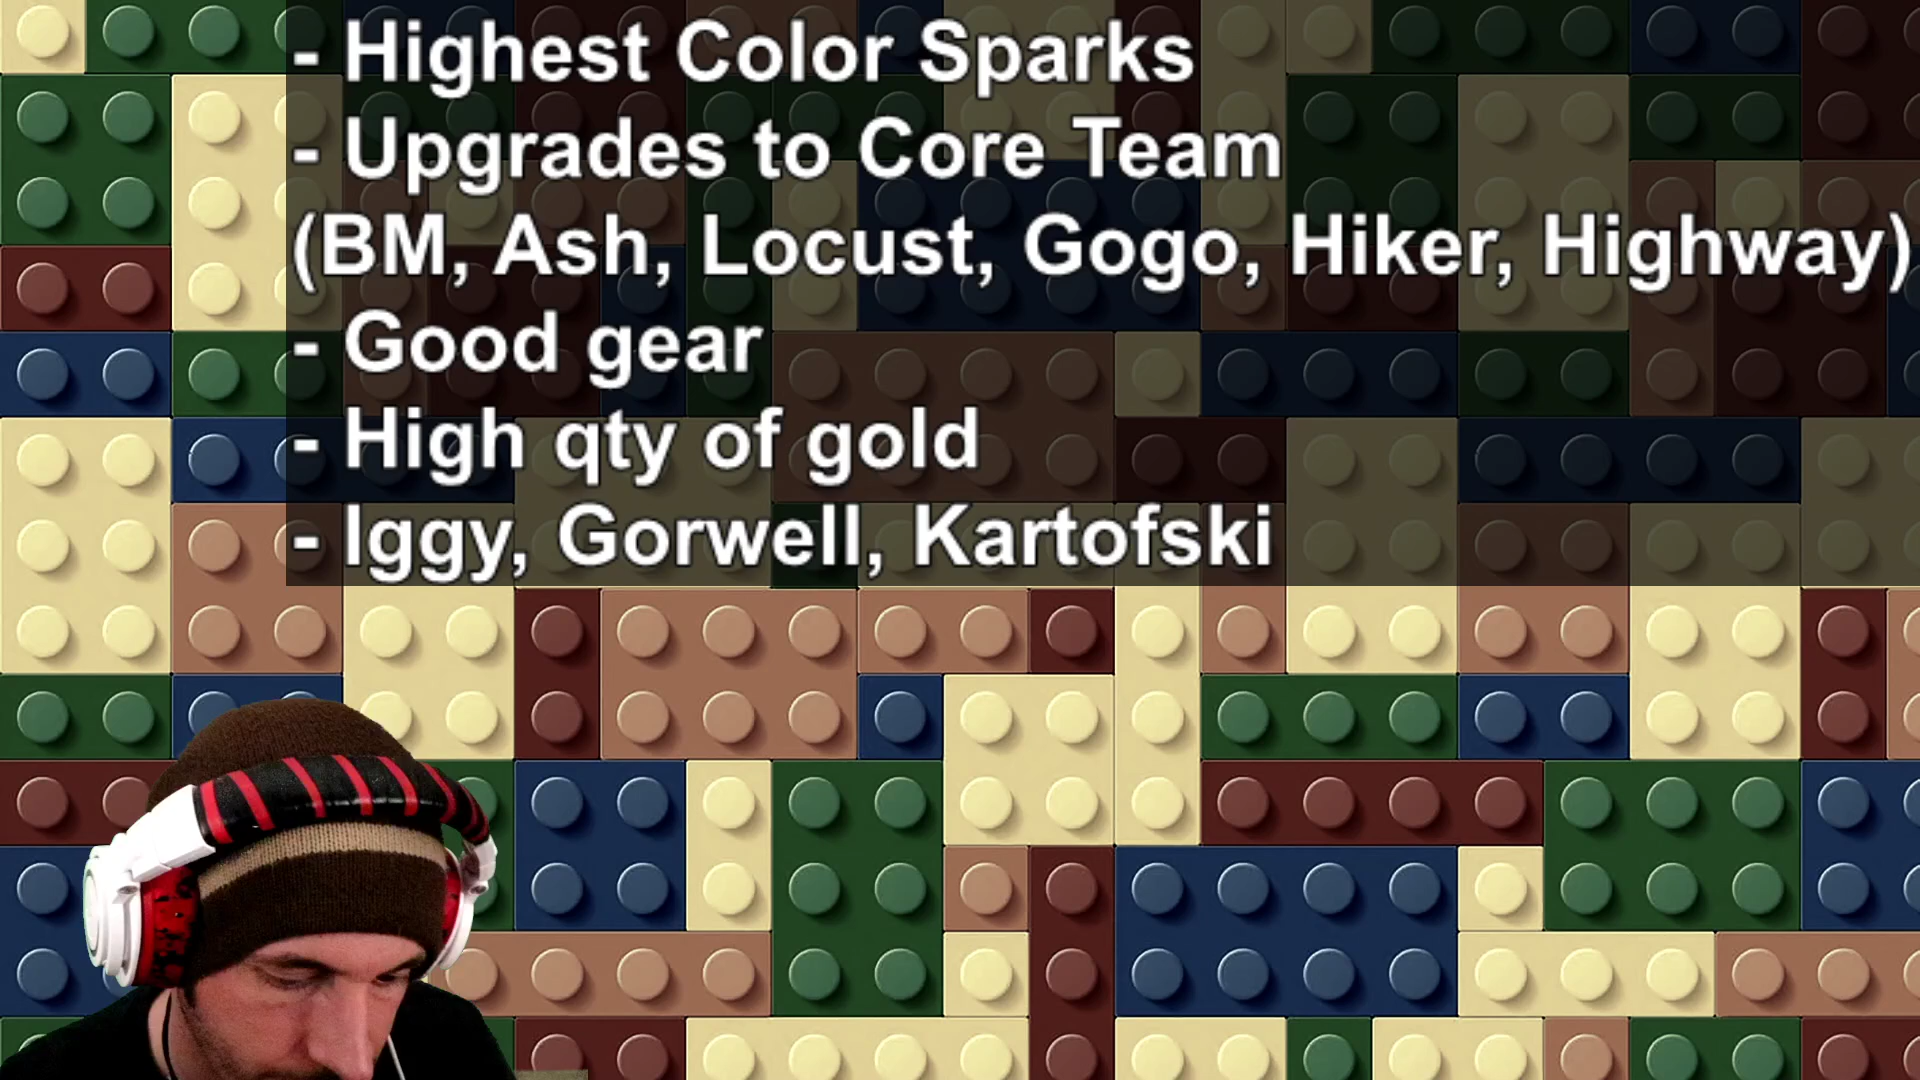 - Highest Color Sparks
- Upgrades to Core Team
(BM, Ash, Locust, Gogo, Hiker, Highway)
- Good gear
- High qty of gold
- Iggy, Gorwell, Kartofski